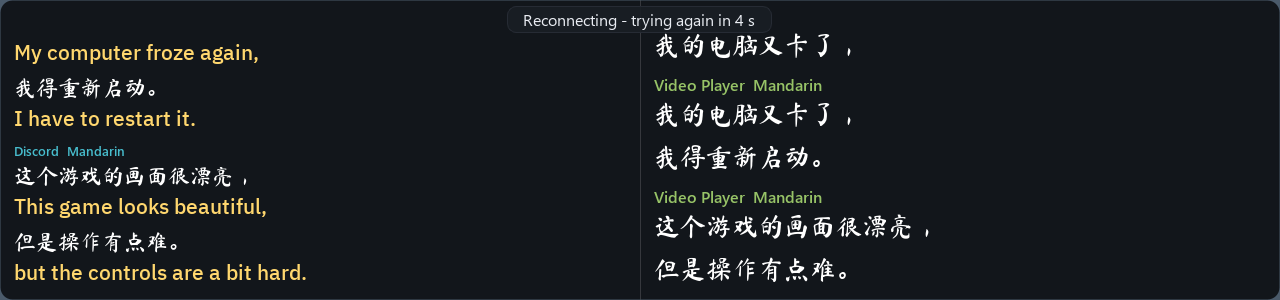 Reconnecting - trying again in 4 s
My computer froze again,
我得重新启动。
I have to restart it.
Discord Mandarin
这个游戏的画面很漂亮，
This game looks beautiful,
但是操作有点难。
but the controls are a bit hard.
我的电脑又卡了，
Video Player Mandarin
我的电脑又卡了，
我得重新启动。
Video Player Mandarin
这个游戏的画面很漂亮，
但是操作有点难。